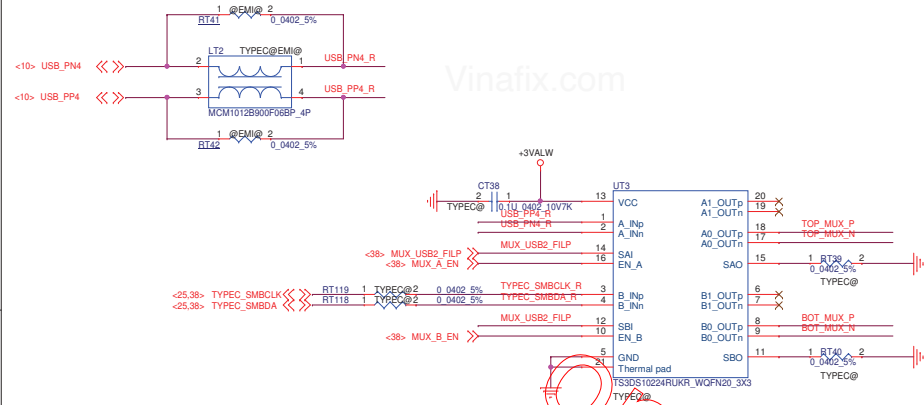 1 @EMI@ 2
RT41 0_0402_5%
LT2 TYPEC@EMI@
<10> USB_PN4 2 1 USB_PN4_R
<10> USB_PP4 3 4 USB_PP4_R
MCM1012B900F06BP_4P
1 @EMI@ 2
RT42 0_0402_5%
Vinafix.com
+3VALW
CT38
2 1
TYPEC@ 0.1U_0402_10V7K
UT3
13 VCC A1_OUTp 20
A1_OUTn 19
USB_PP4_R 1 A_INp A0_OUTp 18 TOP_MUX_P
USB_PN4_R 2 A_INn A0_OUTn 17 TOP_MUX_N
<38> MUX_USB2_FILP MUX_USB2_FILP 14 SAI
<38> MUX_A_EN 16 EN_A SAO 15 1 RT39 2
0_0402_5%
TYPEC@
<25,38> TYPEC_SMBCLK RT119 1 TYPEC@2 0_0402_5% TYPEC_SMBCLK_R 3 B_INp B1_OUTp 6
<25,38> TYPEC_SMBDA RT118 1 TYPEC@2 0_0402_5% TYPEC_SMBDA_R 4 B_INn B1_OUTn 7
MUX_USB2_FILP 12 SBI B0_OUTp 8 BOT_MUX_P
<38> MUX_B_EN 10 EN_B B0_OUTn 9 BOT_MUX_N
5 GND SBO 11 1 RT40 2
0_0402_5%
21 Thermal pad TYPEC@
TS3DS10224RUKR_WQFN20_3X3
TYPEC@